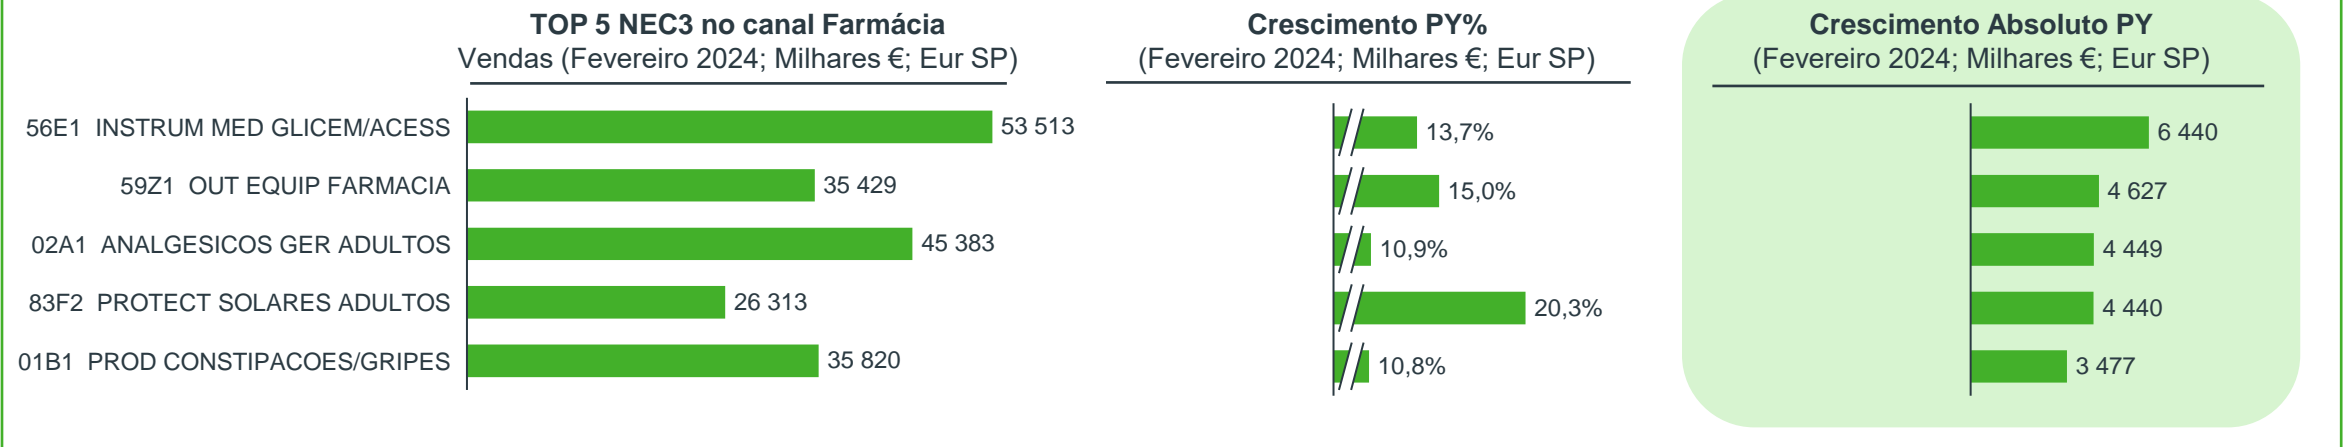 TOP 5 NEC3 no canal Farmácia
Vendas (Fevereiro 2024; Milhares €; Eur SP)
Crescimento PY%
(Fevereiro 2024; Milhares €; Eur SP)
Crescimento Absoluto PY
(Fevereiro 2024; Milhares €; Eur SP)
56E1 INSTRUM MED GLICEM/ACESS 53 513 13,7% 6 440
59Z1 OUT EQUIP FARMACIA 35 429 15,0% 4 627
02A1 ANALGESICOS GER ADULTOS 45 383 10,9% 4 449
83F2 PROTECT SOLARES ADULTOS 26 313 20,3% 4 440
01B1 PROD CONSTIPACOES/GRIPES 35 820 10,8% 3 477